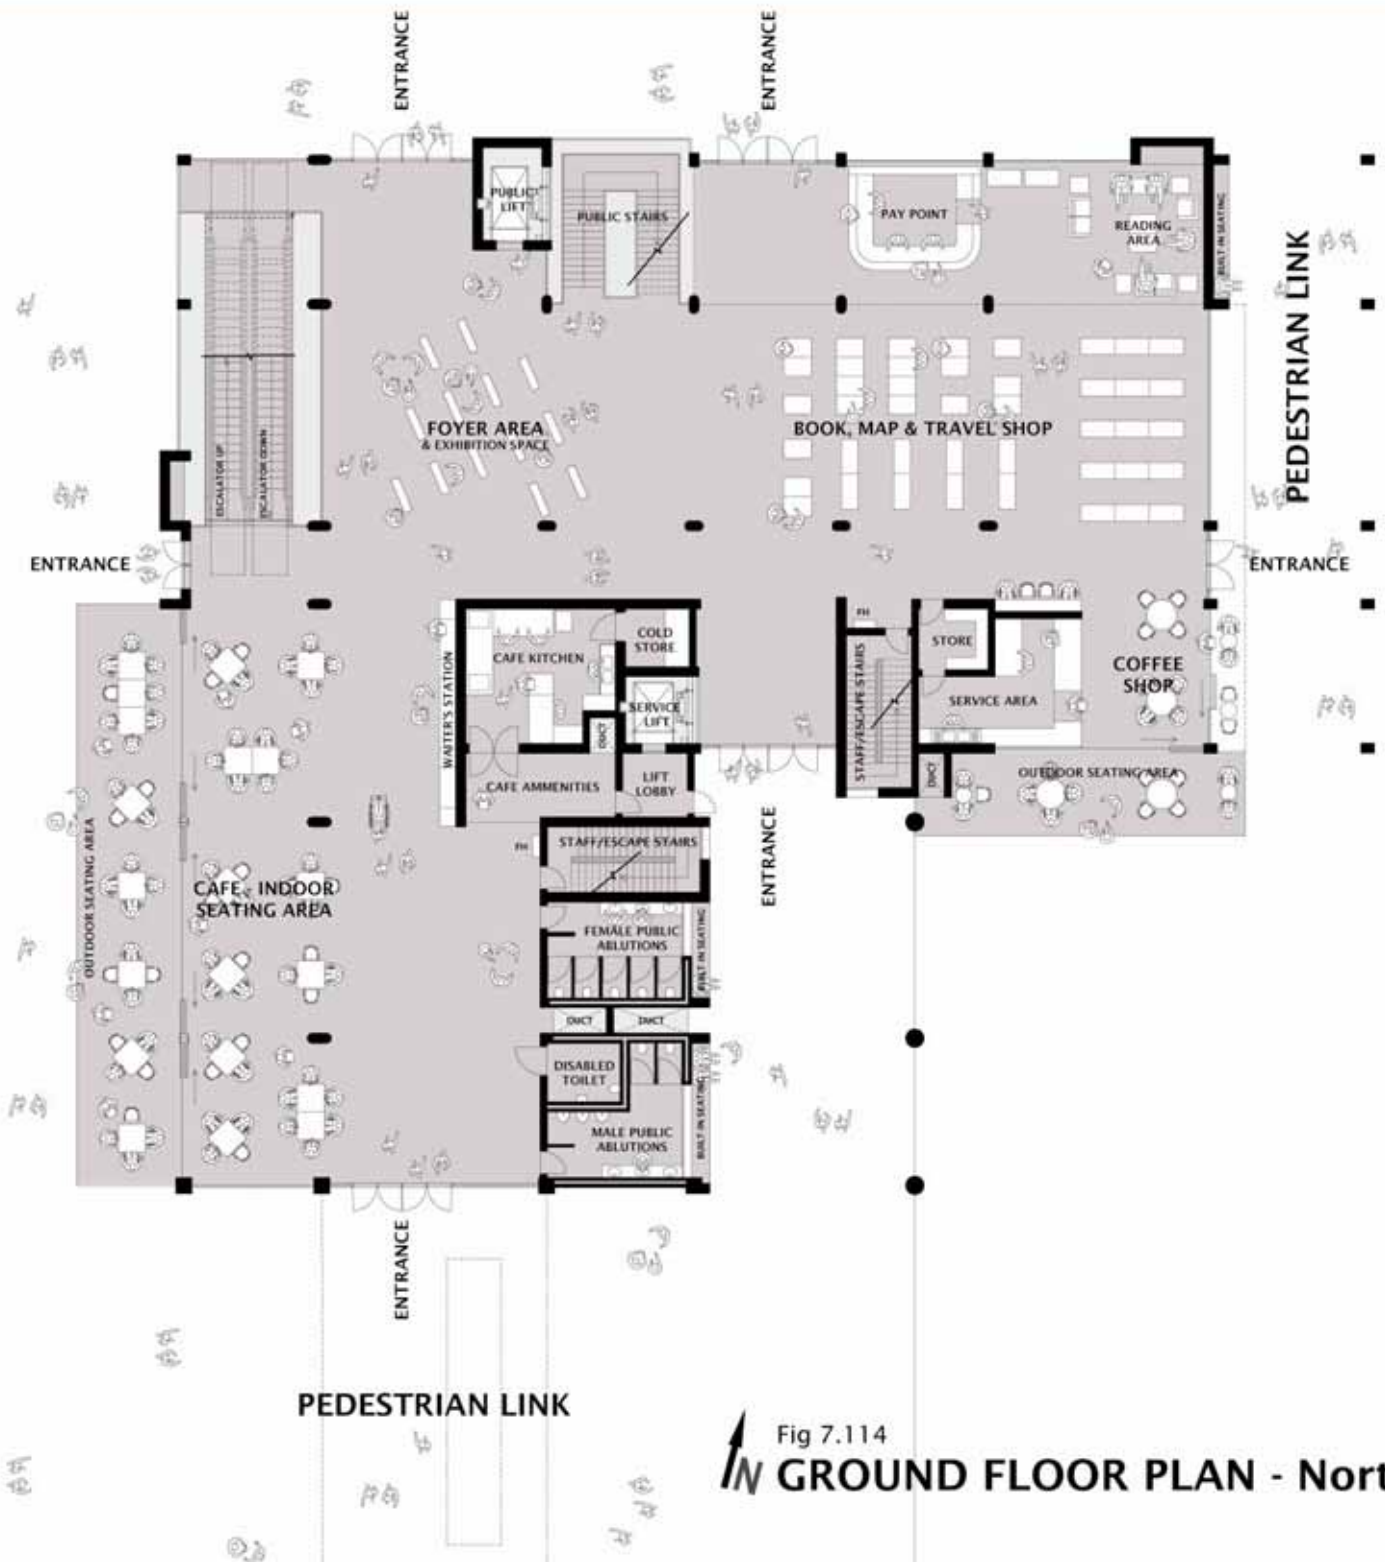 ENTRANCE
ENTRANCE
PUBLIC
LIFT
PUBLIC STAIRS
PAY POINT
READING
AREA
BUILT IN SEATING
PEDESTRIAN LINK
FOYER AREA
& EXHIBITION SPACE
BOOK, MAP & TRAVEL SHOP
ESCALATOR UP
ESCALATOR DOWN
ENTRANCE
ENTRANCE
CAFE KITCHEN
COLD
STORE
FH
STORE
COFFEE
SHOP
WAITER'S STATION
SERVICE
LIFT
DUCT
STAFF/ESCAPE STAIRS
SERVICE AREA
CAFE AMMENITIES
LIFT
LOBBY
DUCT
OUTDOOR SEATING AREA
FH
STAFF/ESCAPE STAIRS
ENTRANCE
OUTDOOR SEATING AREA
CAFE - INDOOR
SEATING AREA
FEMALE PUBLIC
ABLUTIONS
BUILT IN SEATING
DUCT
DUCT
DISABLED
TOILET
MALE PUBLIC
ABLUTIONS
BUILT IN SEATING
ENTRANCE
PEDESTRIAN LINK
N
Fig 7.114
GROUND FLOOR PLAN - Nort